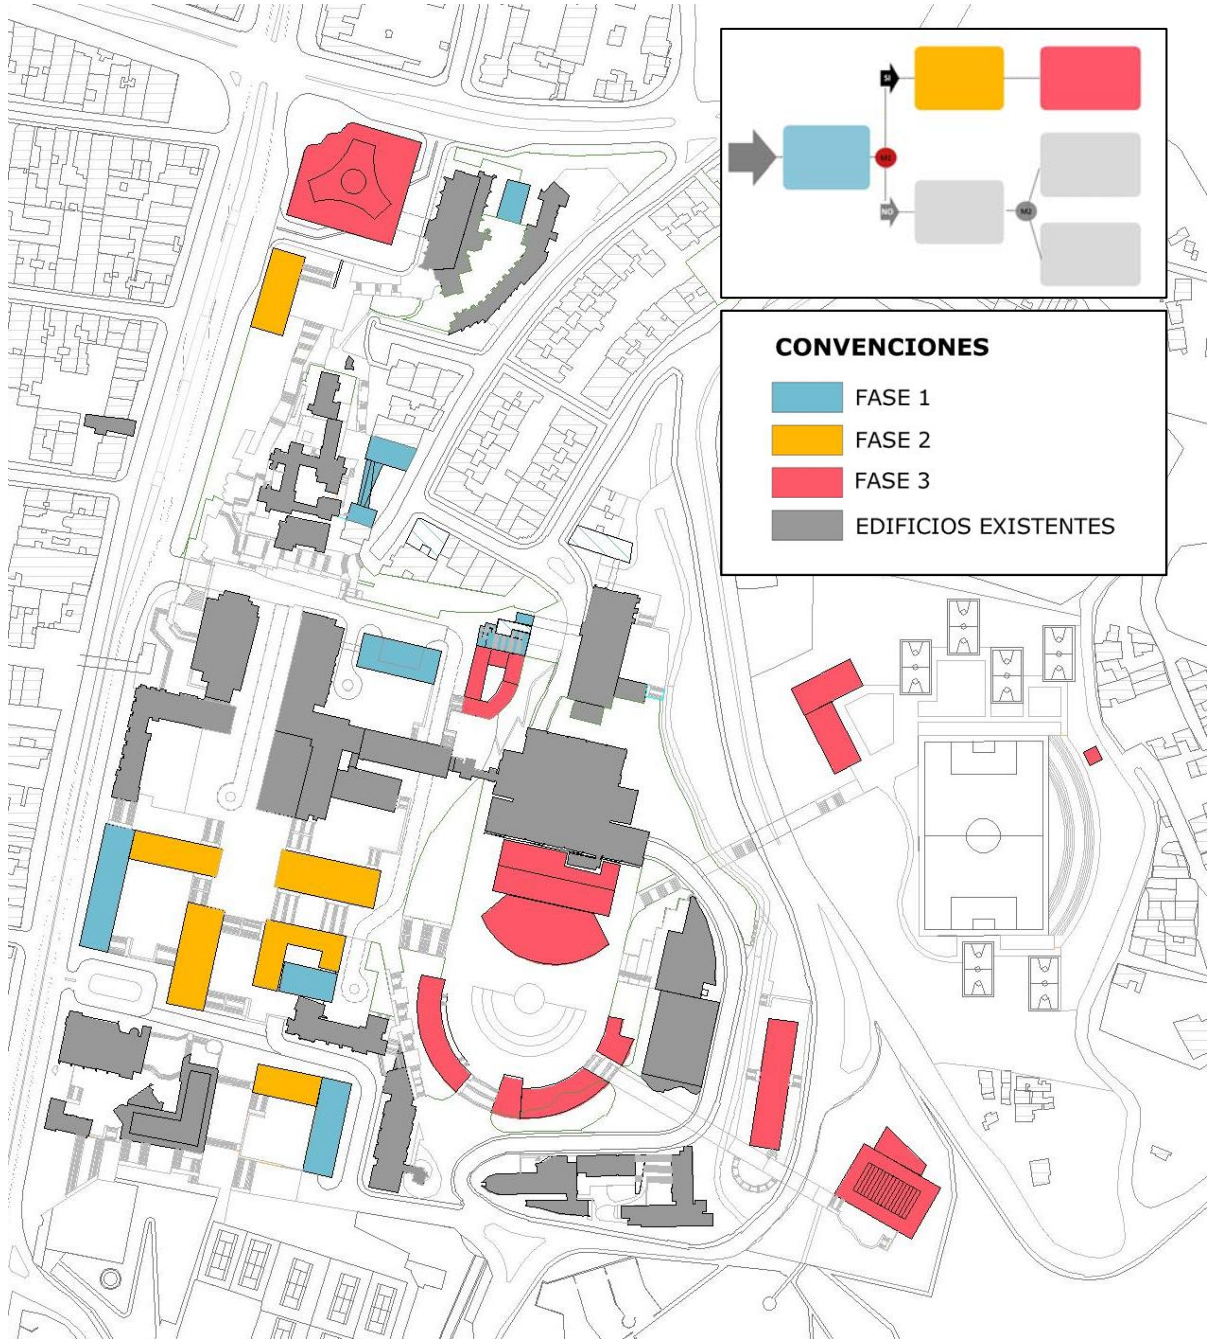 SI
M1
NO
M2
CONVENCIONES
FASE 1
FASE 2
FASE 3
EDIFICIOS EXISTENTES